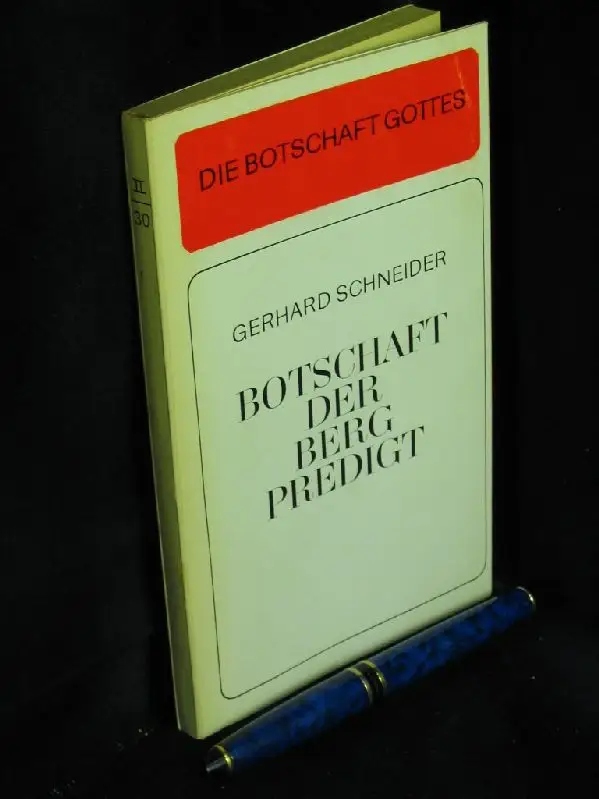 II
30
DIE BOTSCHAFT GOTTES
GERHARD SCHNEIDER
BOTSCHAFT
DER
BERG
PREDIGT